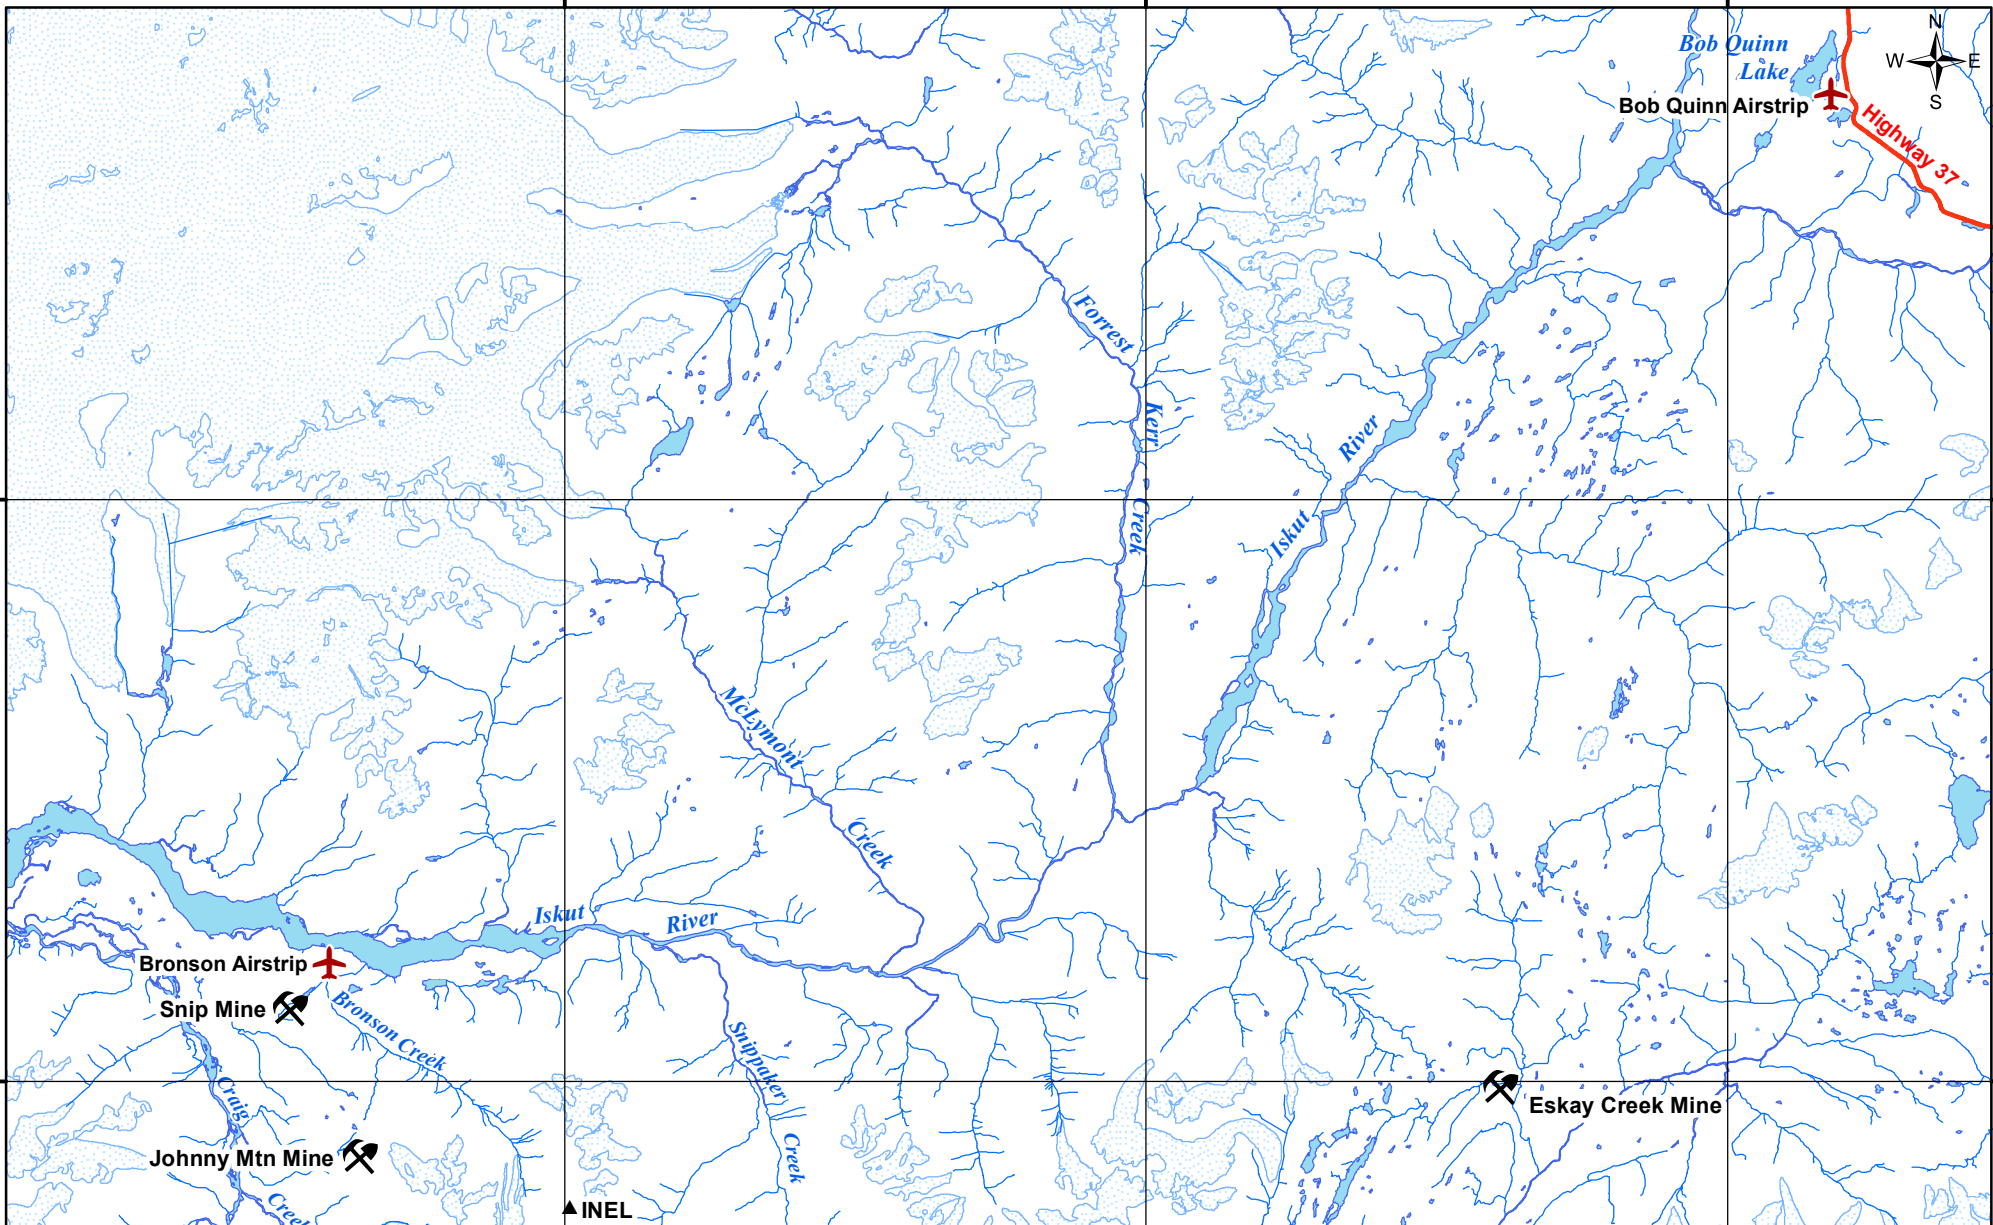 N
Bob Quinn
Lake
W E
S
Bob Quinn Airstrip
Highway 37
Forrest
Kerr
Creek
River
Iskut
McLymont
Creek
Iskut
River
Bronson Airstrip
Snip Mine
Bronson Creek
Snippaker
Creek
Craig
Creek
Eskay Creek Mine
Johnny Mtn Mine
INEL